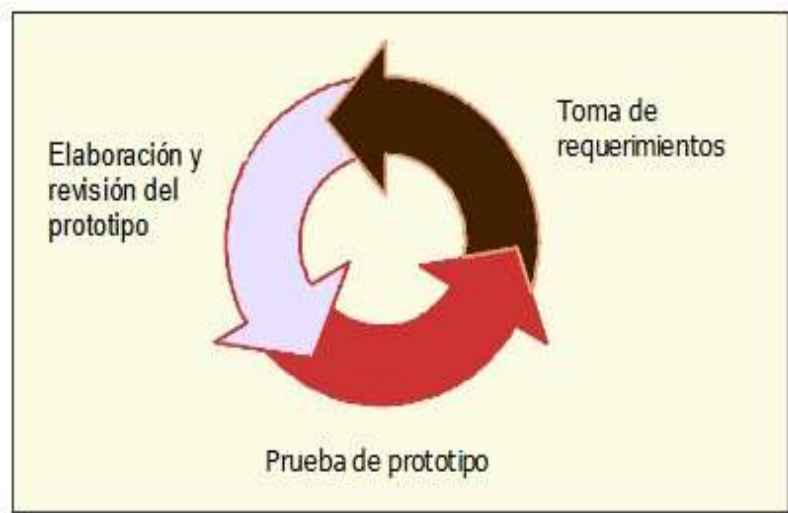 Toma de
requerimientos
Elaboración y
revisión del
prototipo
Prueba de prototipo